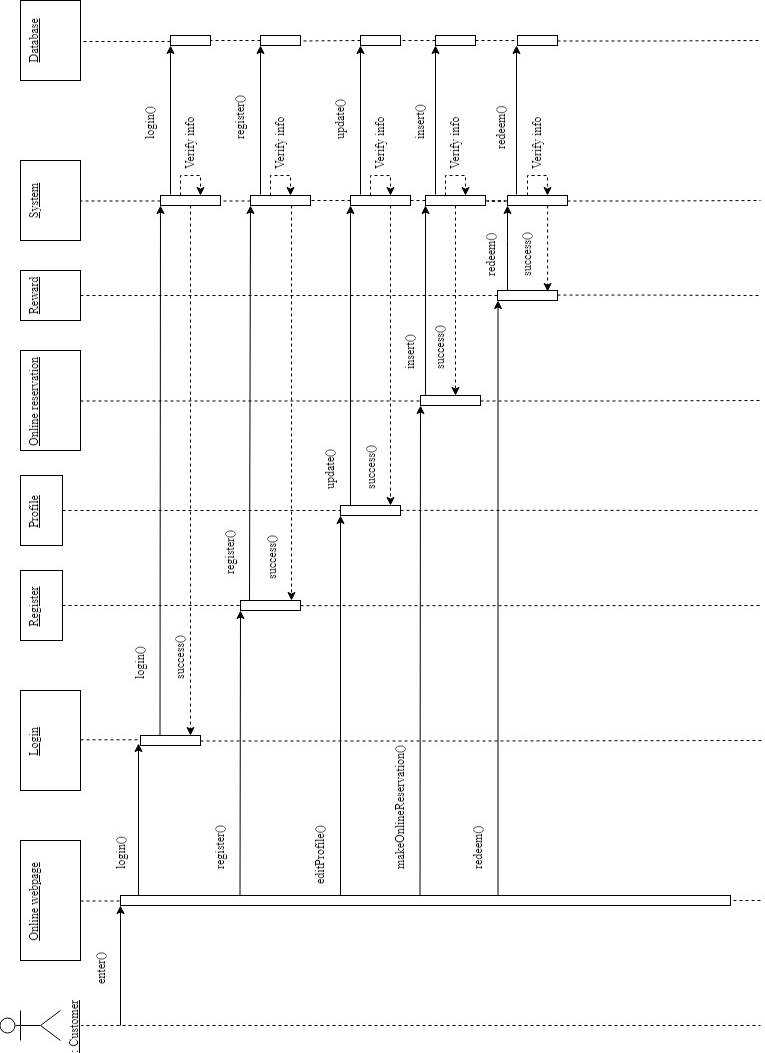 : Customer
Online webpage
Login
Register
Profile
Online reservation
Reward
System
Database
enter()
login()
login()
login()
Verify info
success()
register()
register()
register()
Verify info
success()
editProfile()
update()
update()
Verify info
success()
makeOnlineReservation()
insert()
insert()
Verify info
success()
redeem()
redeem()
redeem()
Verify info
success()